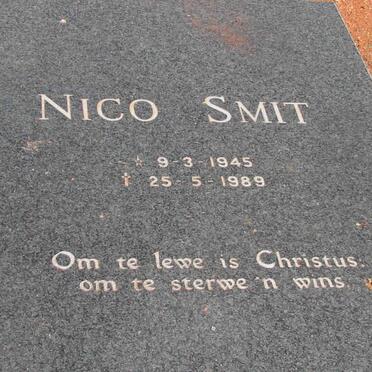 NICO SMIT
☆ 9-3-1945
† 25-5-1989
Om te lewe is Christus:
om te sterwe 'n wins